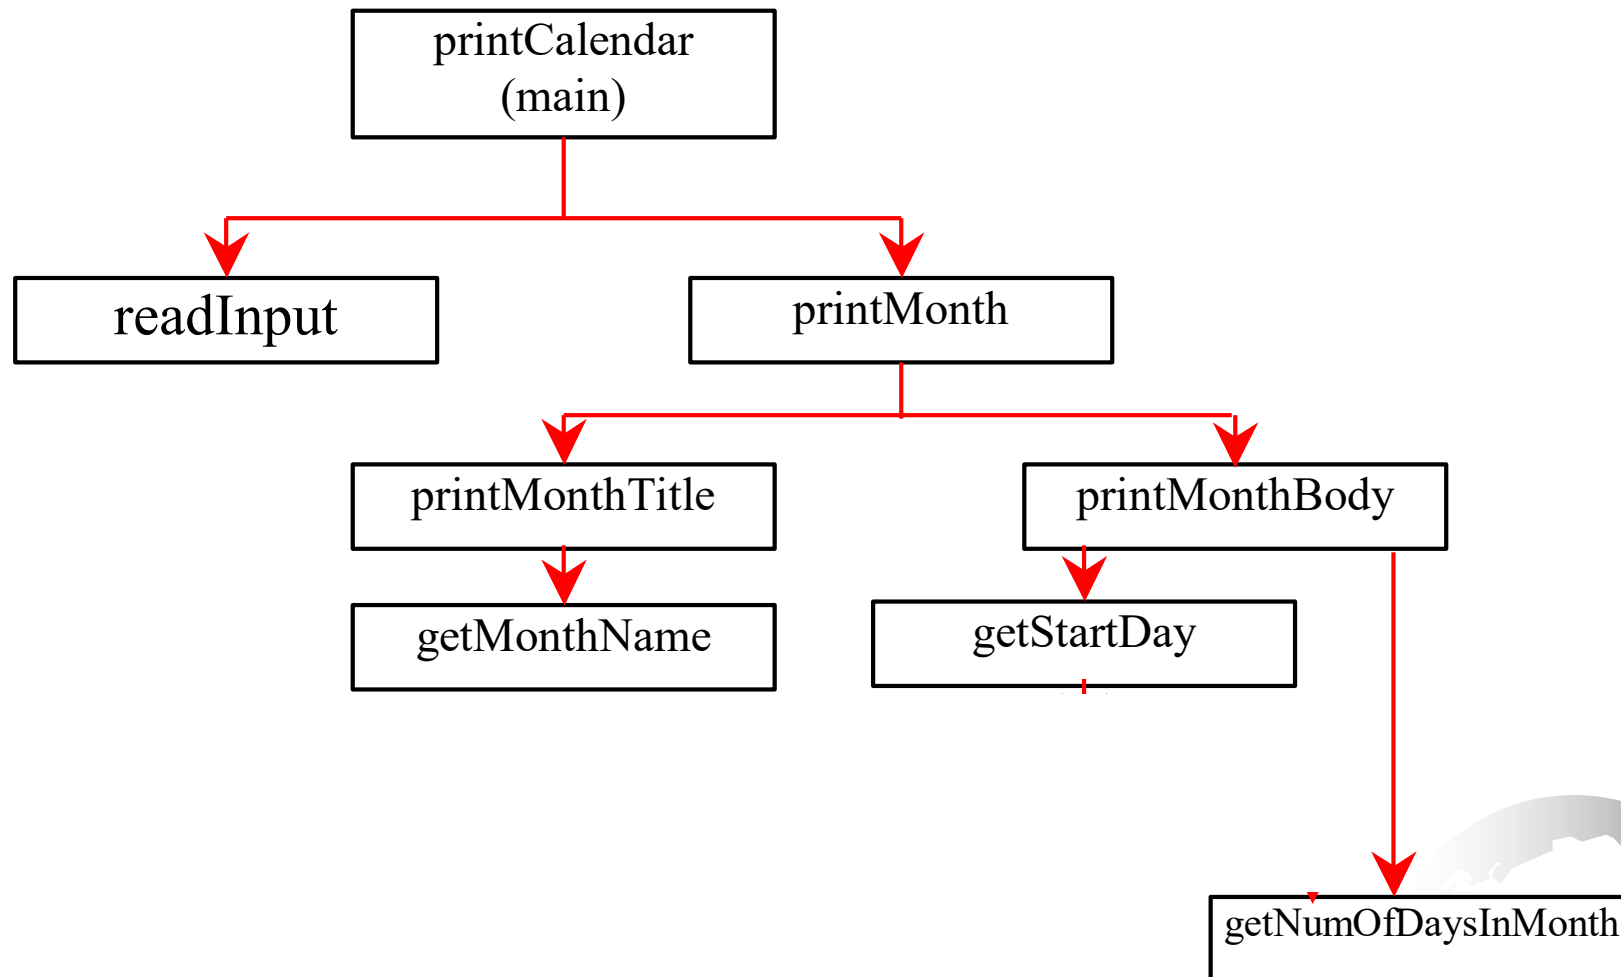 printCalendar
(main)
readInput
printMonth
printMonthTitle
printMonthBody
getMonthName
getStartDay
getNumOfDaysInMonth